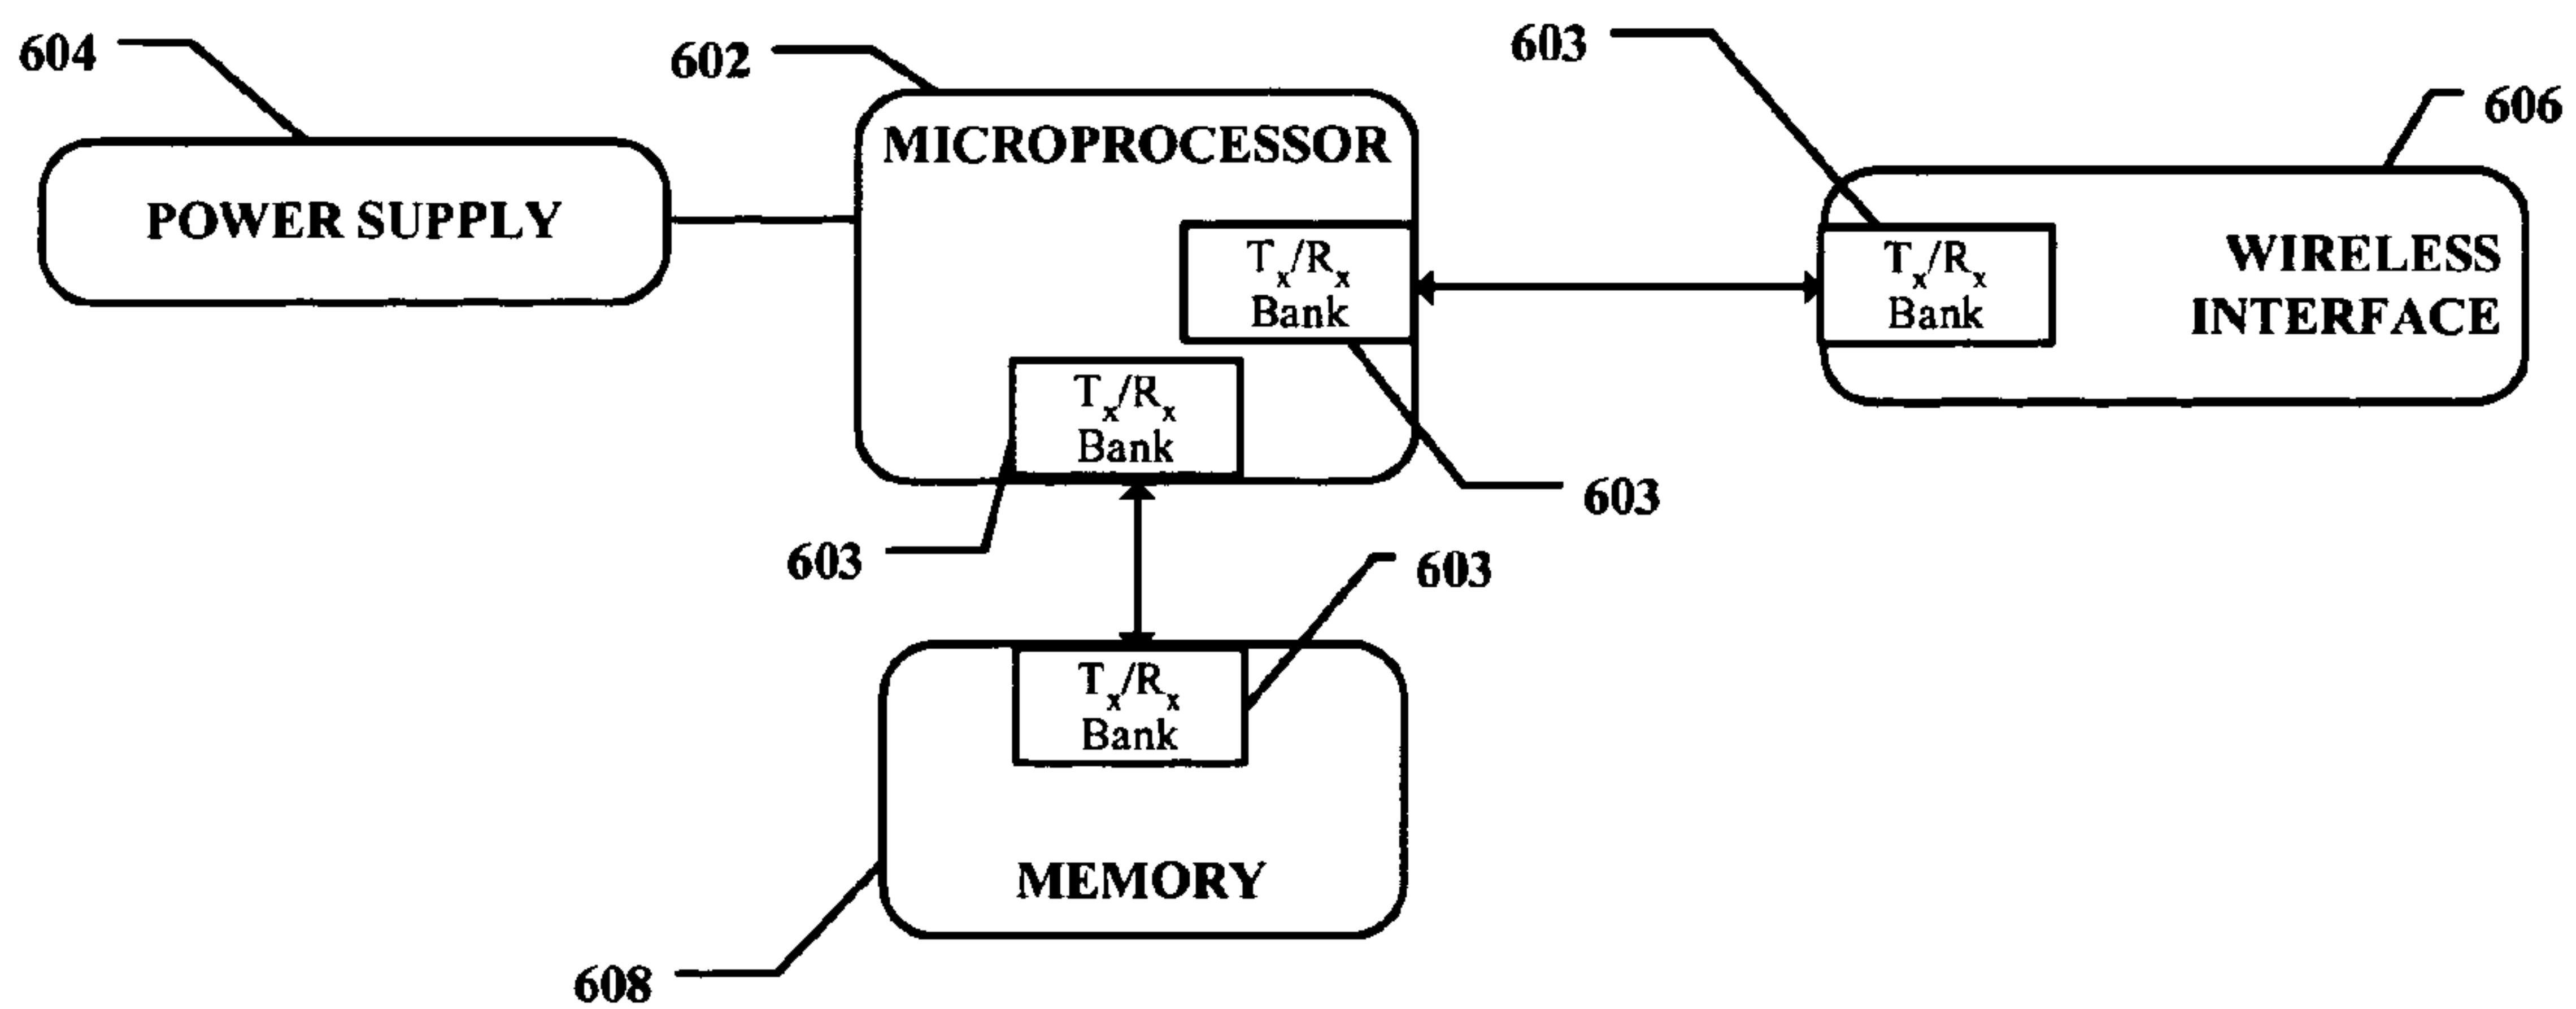 604
602
603
606
MICROPROCESSOR
POWER SUPPLY
Tx/Rx
Bank
Tx/Rx
Bank
WIRELESS
INTERFACE
Tx/Rx
Bank
603
603
603
Tx/Rx
Bank
MEMORY
608